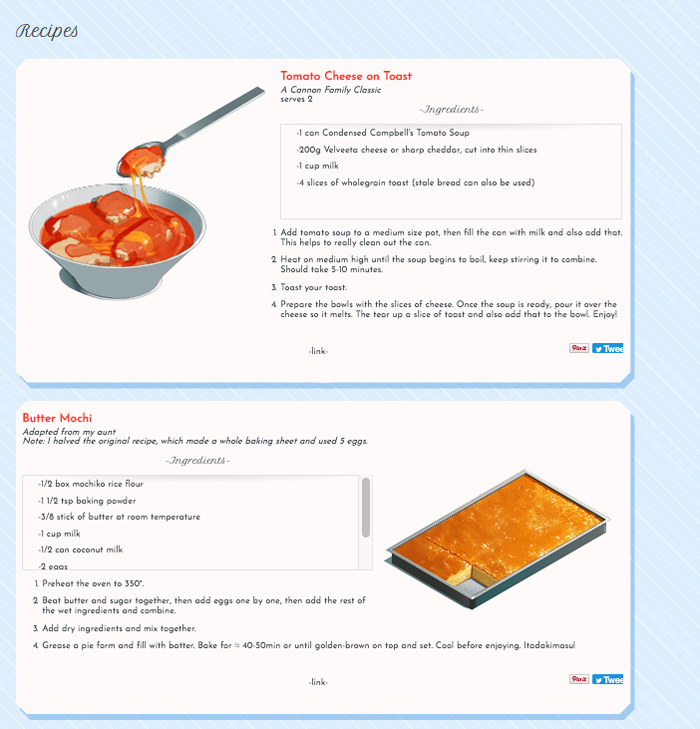 Recipes
Tomato Cheese on Toast
A Cannon Family Classic
serves 2
-Ingredients-
-1 can Condensed Campbell's Tomato Soup
-200g Velveeta cheese or sharp cheddar, cut into thin slices
-1 cup milk
-4 slices of wholegrain toast (stale bread can also be used)
1. Add tomato soup to a medium size pot, then fill the can with milk and also add that.
This helps to really clean out the can.
2. Heat on medium high until the soup begins to boil, keep stirring it to combine.
Should take 5-10 minutes.
3. Toast your toast.
4. Prepare the bowls with the slices of cheese. Once the soup is ready, pour it over the
cheese so it melts. The tear up a slice of toast and also add that to the bowl. Enjoy!
-link-
Pin it
Twee
Butter Mochi
Adapted from my aunt
Note: I halved the original recipe, which made a whole baking sheet and used 5 eggs.
-Ingredients-
-1/2 box mochiko rice flour
-1 1/2 tsp baking powder
-3/8 stick of butter at room temperature
-1 cup milk
-1/2 can coconut milk
-2 eggs
1. Preheat the oven to 350°.
2. Beat butter and sugar together, then add eggs one by one, then add the rest of
the wet ingredients and combine.
3. Add dry ingredients and mix together.
4. Grease a pie form and fill with batter. Bake for ≈ 40-50min or until golden-brown on top and set. Cool before enjoying. Itadakimasu!
-link-
Pin it
Twee